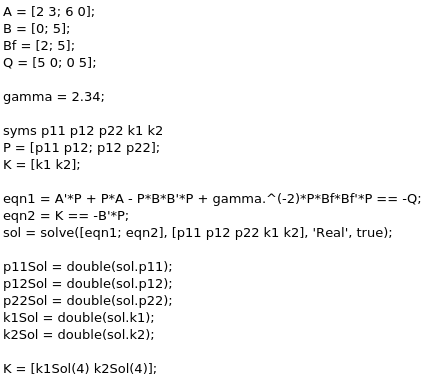 A = [2 3; 6 0];
B = [0; 5];
Bf = [2; 5];
Q = [5 0; 0 5];
gamma = 2.34;
syms p11 p12 p22 k1 k2
P = [p11 p12; p12 p22];
K = [k1 k2];
eqn1 = A'*P + P*A - P*B*B'*P + gamma.^(-2)*P*Bf*Bf'*P == -Q;
eqn2 = K == -B'*P;
sol = solve([eqn1; eqn2], [p11 p12 p22 k1 k2], 'Real', true);
p11Sol = double(sol.p11);
p12Sol = double(sol.p12);
p22Sol = double(sol.p22);
k1Sol = double(sol.k1);
k2Sol = double(sol.k2);
K = [k1Sol(4) k2Sol(4)];